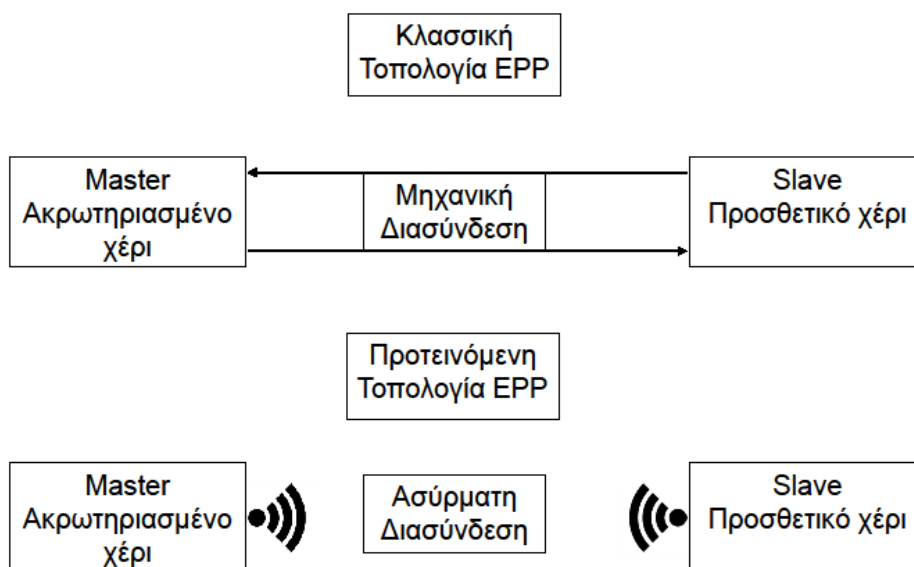 Κλασσική
Τοπολογία EPP
Master
Ακρωτηριασμένο
χέρι
Μηχανική
Διασύνδεση
Slave
Προσθετικό χέρι
Προτεινόμενη
Τοπολογία EPP
Master
Ακρωτηριασμένο
χέρι
Ασύρματη
Διασύνδεση
Slave
Προσθετικό χέρι